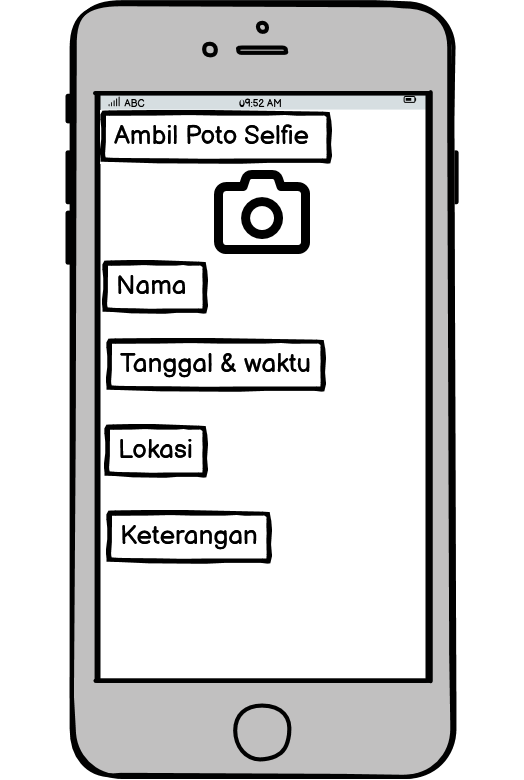 ABC 09:52 AM
Ambil Poto Selfie
Nama
Tanggal & waktu
Lokasi
Keterangan